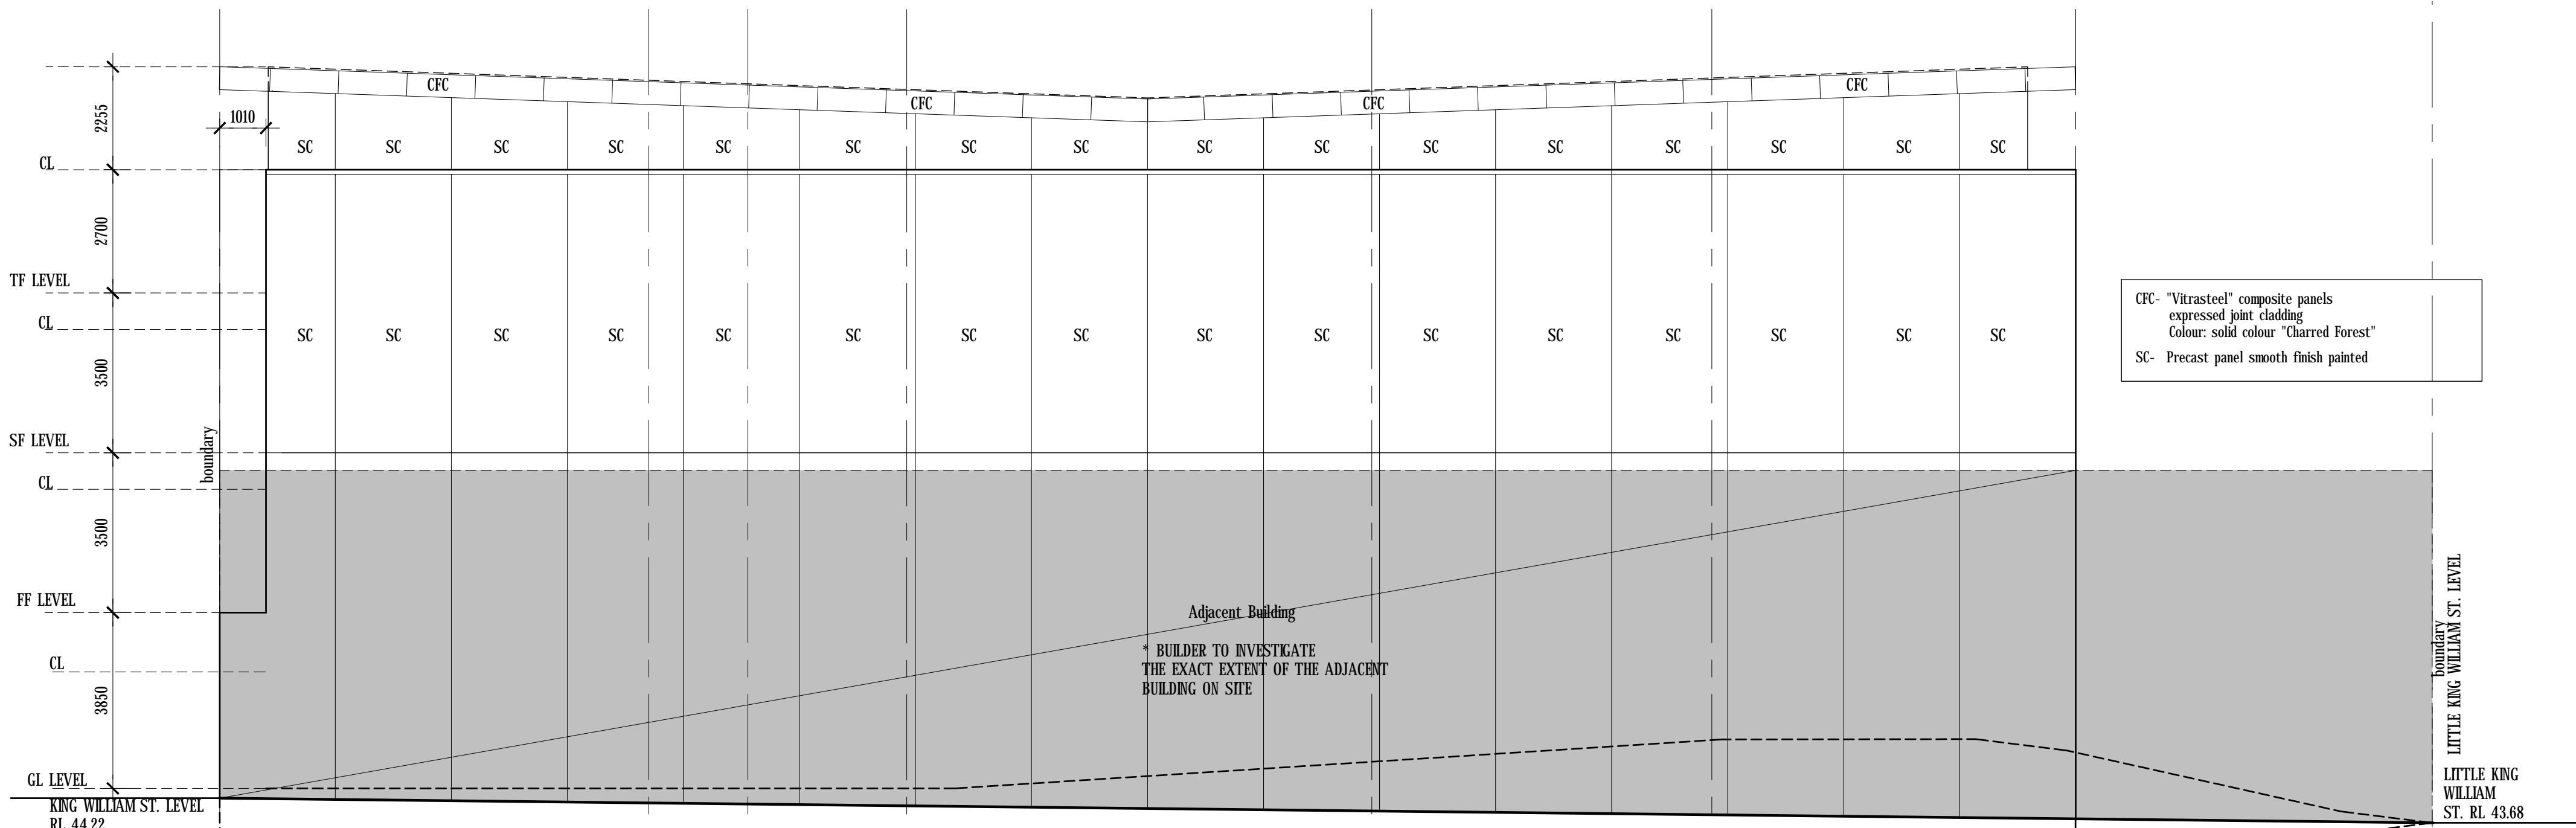 CFC
CFC
CFC
CFC
2255
1010
CL
SC SC SC SC SC SC SC SC SC SC SC SC SC SC SC SC
2700
TF LEVEL
CL
SC SC SC SC SC SC SC SC SC SC SC SC SC SC SC SC
3500
SF LEVEL
boundary
CL
3500
FF LEVEL
CL
3850
GL LEVEL
KING WILLIAM ST. LEVEL
RL 44.22
Adjacent Building
* BUILDER TO INVESTIGATE
THE EXACT EXTENT OF THE ADJACENT
BUILDING ON SITE
CFC- "Vitrasteel" composite panels
expressed joint cladding
Colour: solid colour "Charred Forest"
SC- Precast panel smooth finish painted
boundary
LITTLE KING WILLIAM ST. LEVEL
LITTLE KING
WILLIAM
ST. RL 43.68